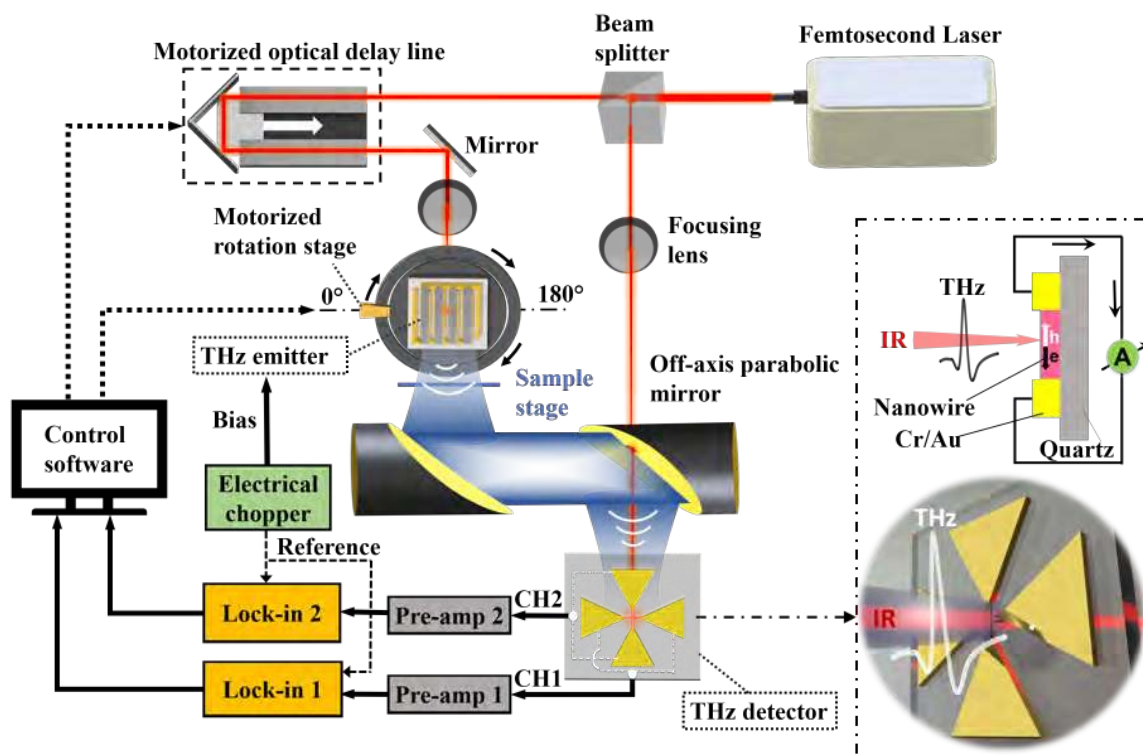 Motorized optical delay line
Beam
splitter
Femtosecond Laser
Mirror
Motorized
rotation stage
0°
180°
Focusing
lens
THz emitter
Sample
stage
Off-axis parabolic
mirror
Bias
Control
software
Electrical
chopper
Reference
Lock-in 2
Pre-amp 2
CH2
Lock-in 1
Pre-amp 1
CH1
THz detector
THz
IR
h
e
A
Nanowire
Cr/Au
Quartz
THz
IR